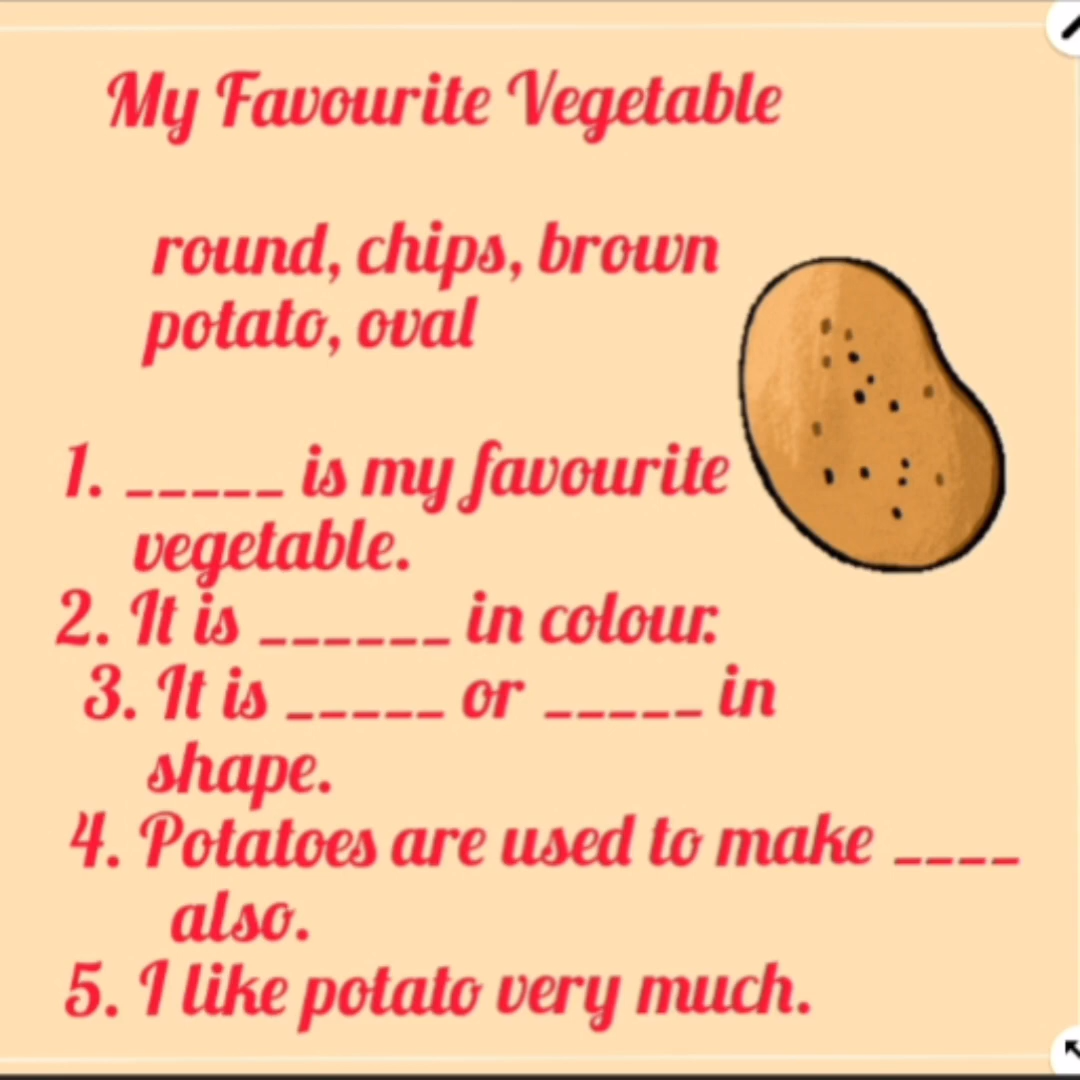 My Favourite Vegetable
round, chips, brown
potato, oval
1. _____ is my favourite
vegetable.
2. It is ______ in colour.
3. It is _____ or _____ in
shape.
4. Potatoes are used to make ____
also.
5. I like potato very much.